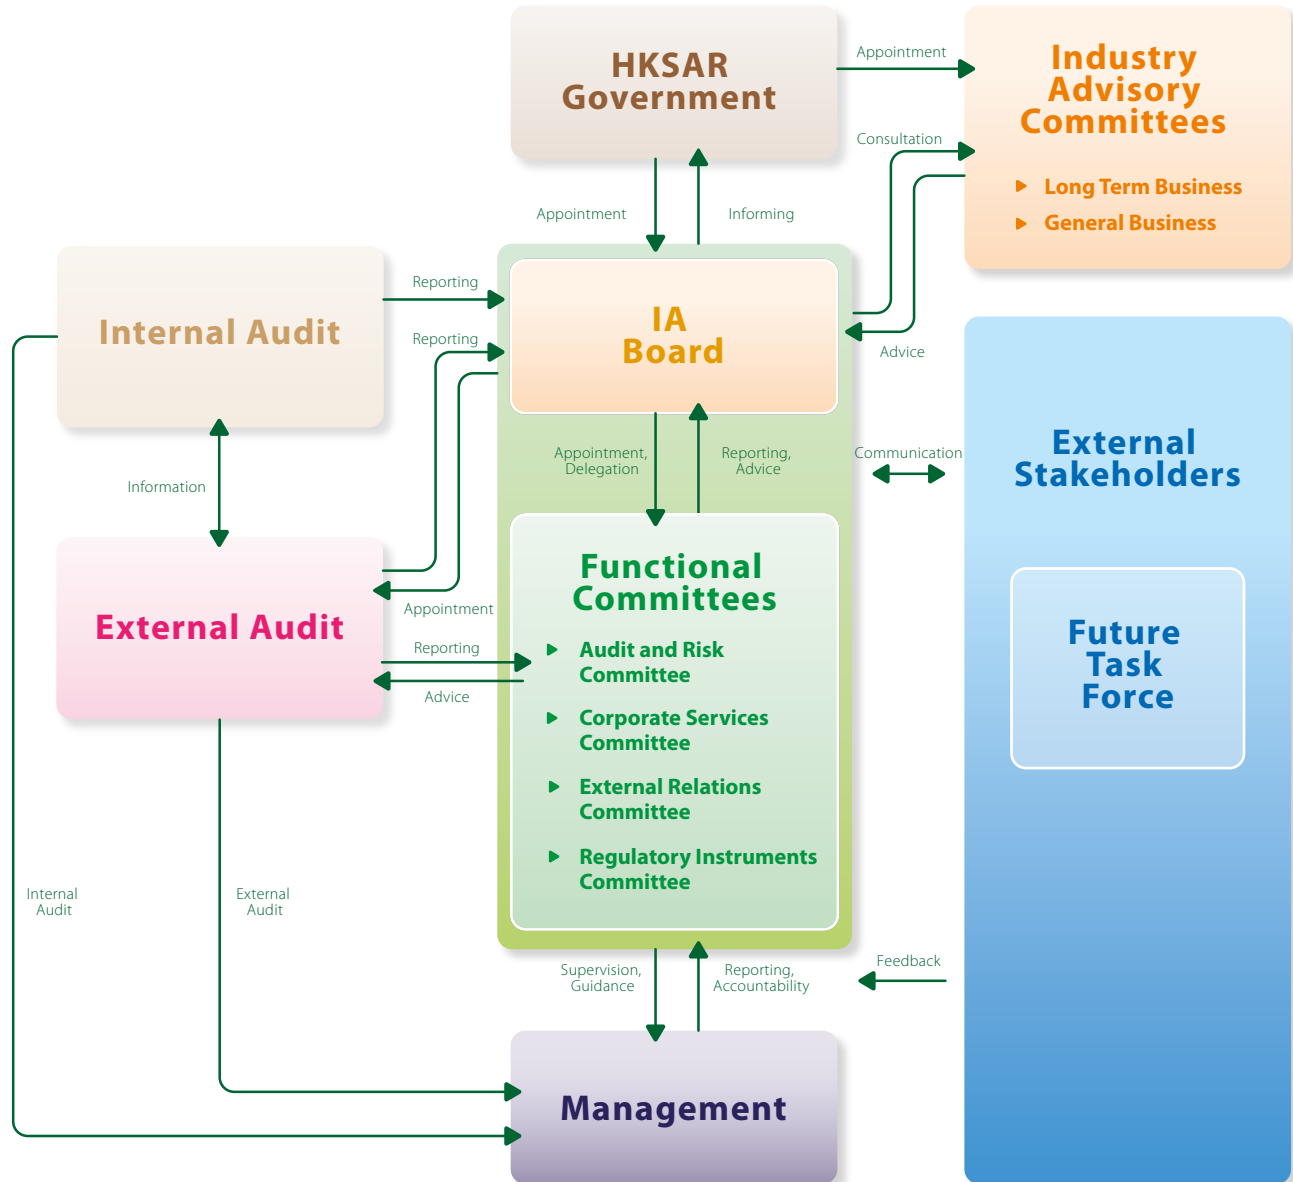 HKSAR
Government
Appointment
Industry
Advisory
Committees
Long Term Business
General Business
Consultation
Advice
Appointment
Informing
Internal Audit
Reporting
Reporting
IA
Board
Information
Appointment,
Delegation
Reporting,
Advice
Communication
External
Stakeholders
Future
Task
Force
External Audit
Appointment
Reporting
Advice
Functional
Committees
Audit and Risk
Committee
Corporate Services
Committee
External Relations
Committee
Regulatory Instruments
Committee
Internal
Audit
External
Audit
Supervision,
Guidance
Reporting,
Accountability
Feedback
Management